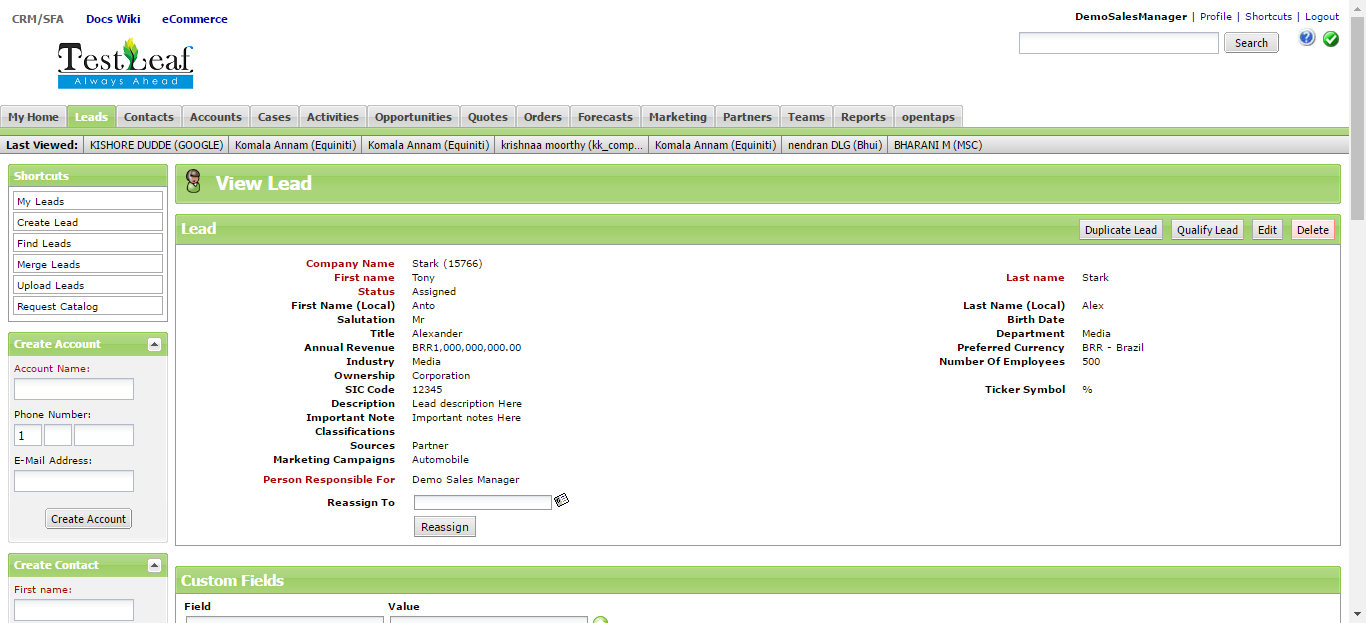 CRM/SFA Docs Wiki eCommerce
DemoSalesManager | Profile | Shortcuts | Logout
TestLeaf
Always Ahead
Search
My Home Leads Contacts Accounts Cases Activities Opportunities Quotes Orders Forecasts Marketing Partners Teams Reports opentaps
Last Viewed: KISHORE DUDDE (GOOGLE) Komala Annam (Equiniti) Komala Annam (Equiniti) krishnaa moorthy (kk_comp... Komala Annam (Equiniti) nendran DLG (Bhui) BHARANI M (MSC)
Shortcuts
My Leads
Create Lead
Find Leads
Merge Leads
Upload Leads
Request Catalog
Create Account
Account Name:
Phone Number:
1
E-Mail Address:
Create Account
Create Contact
First name:
View Lead
Lead
Duplicate Lead Qualify Lead Edit Delete
Company Name Stark (15766)
First name Tony Last name Stark
Status Assigned
First Name (Local) Anto Last Name (Local) Alex
Salutation Mr Birth Date
Title Alexander Department Media
Annual Revenue BRR1,000,000,000.00 Preferred Currency BRR - Brazil
Industry Media Number Of Employees 500
Ownership Corporation
SIC Code 12345 Ticker Symbol %
Description Lead description Here
Important Note Important notes Here
Classifications
Sources Partner
Marketing Campaigns Automobile
Person Responsible For Demo Sales Manager
Reassign To
Reassign
Custom Fields
Field Value